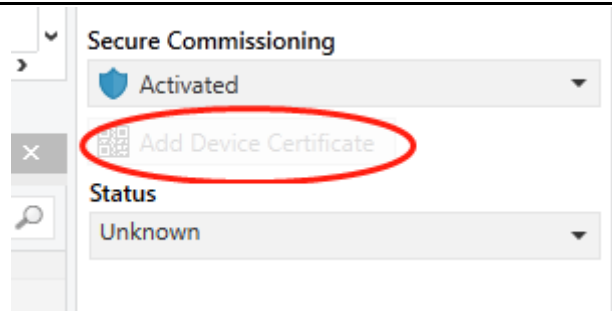 Secure Commissioning
Activated
Add Device Certificate
Status
Unknown